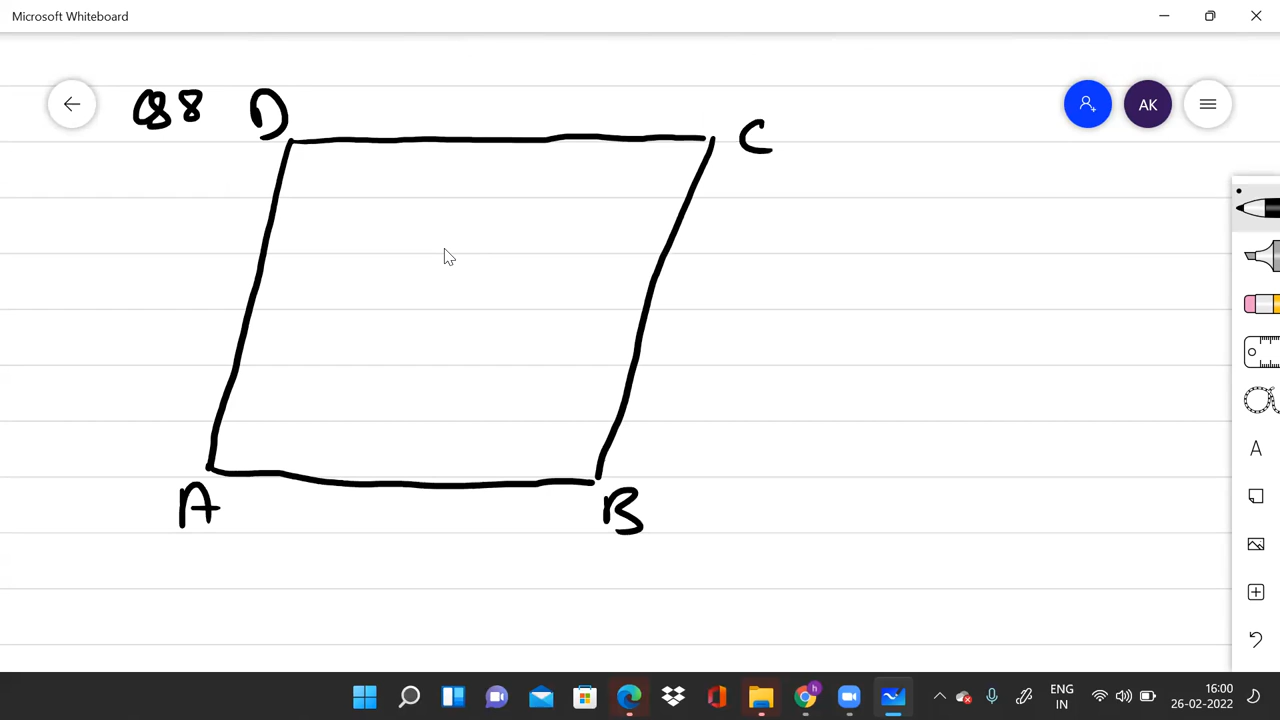 Microsoft Whiteboard
Q8 D
C
AK
A
A
B
ENG
IN
16:00
26-02-2022